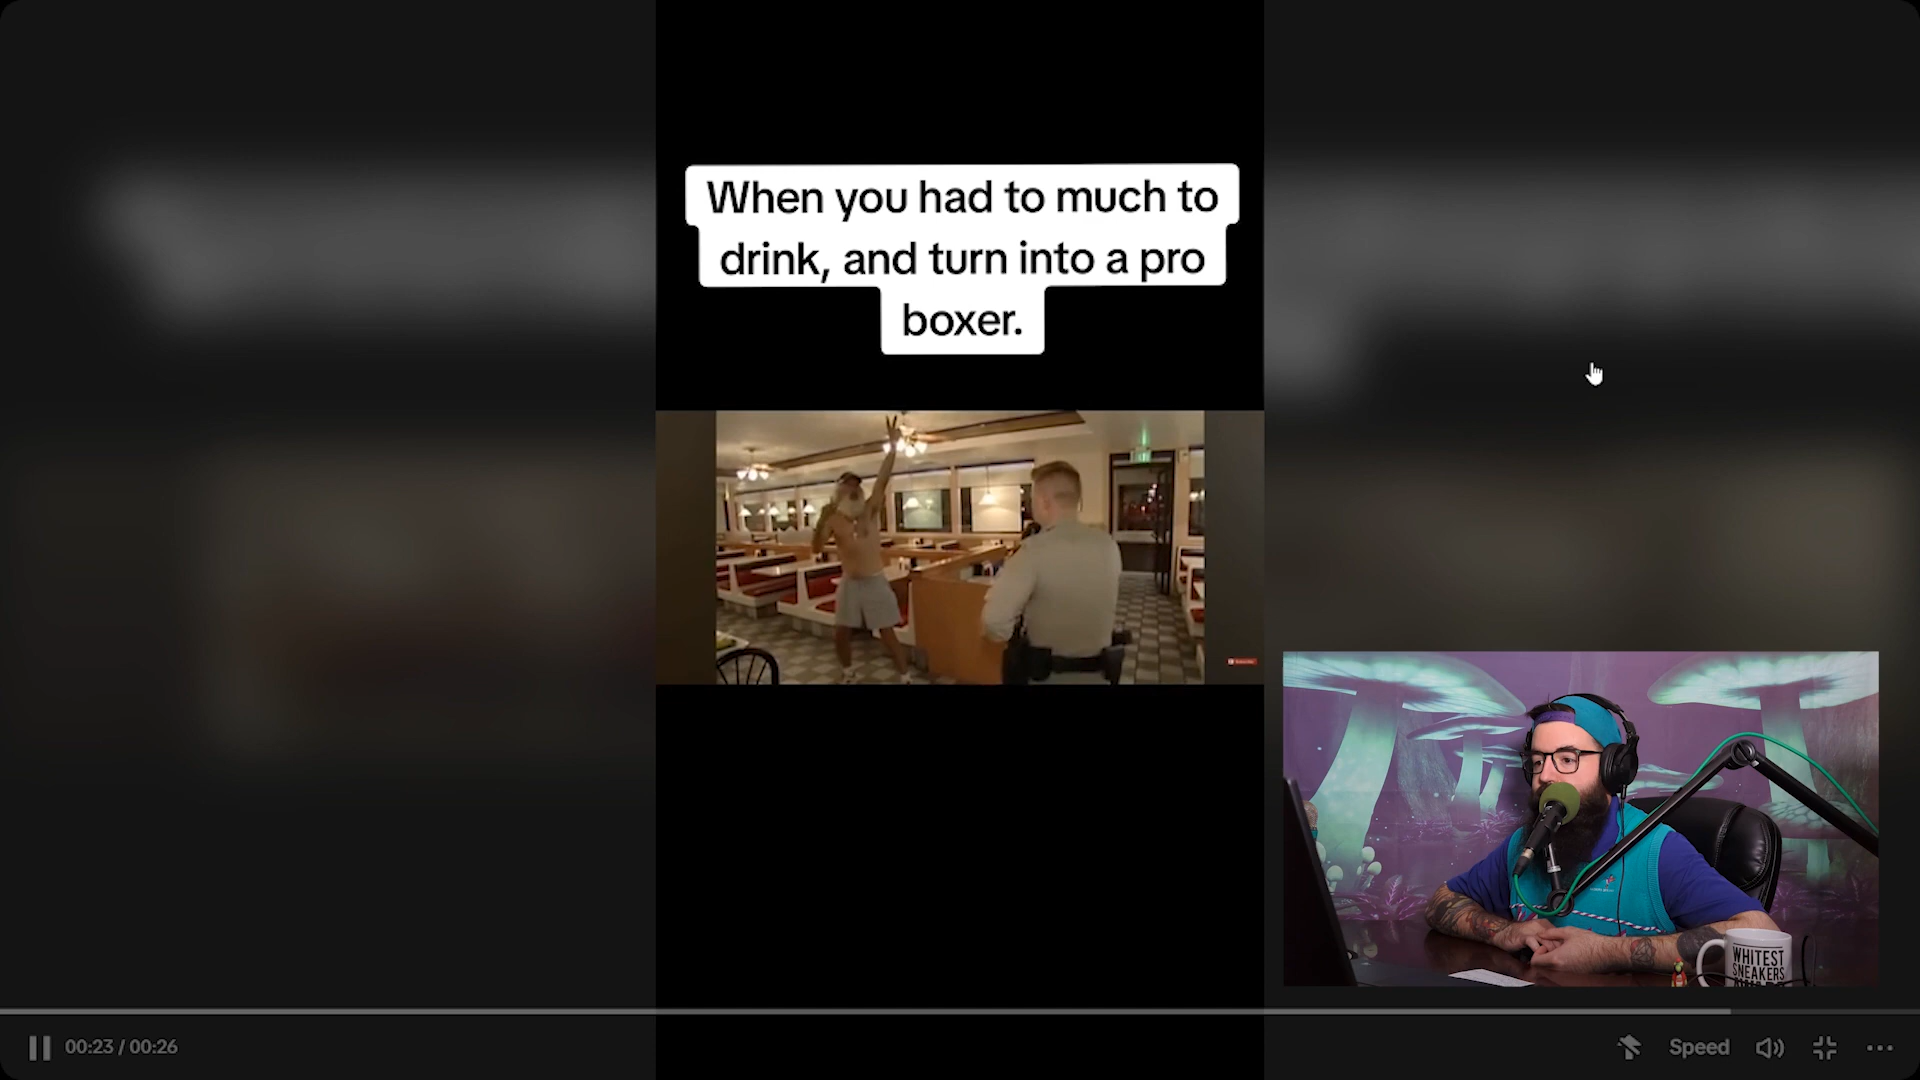 When you had to much to
drink, and turn into a pro
boxer.
WHITEST
SNEAKERS
00:23 / 00:26
Speed